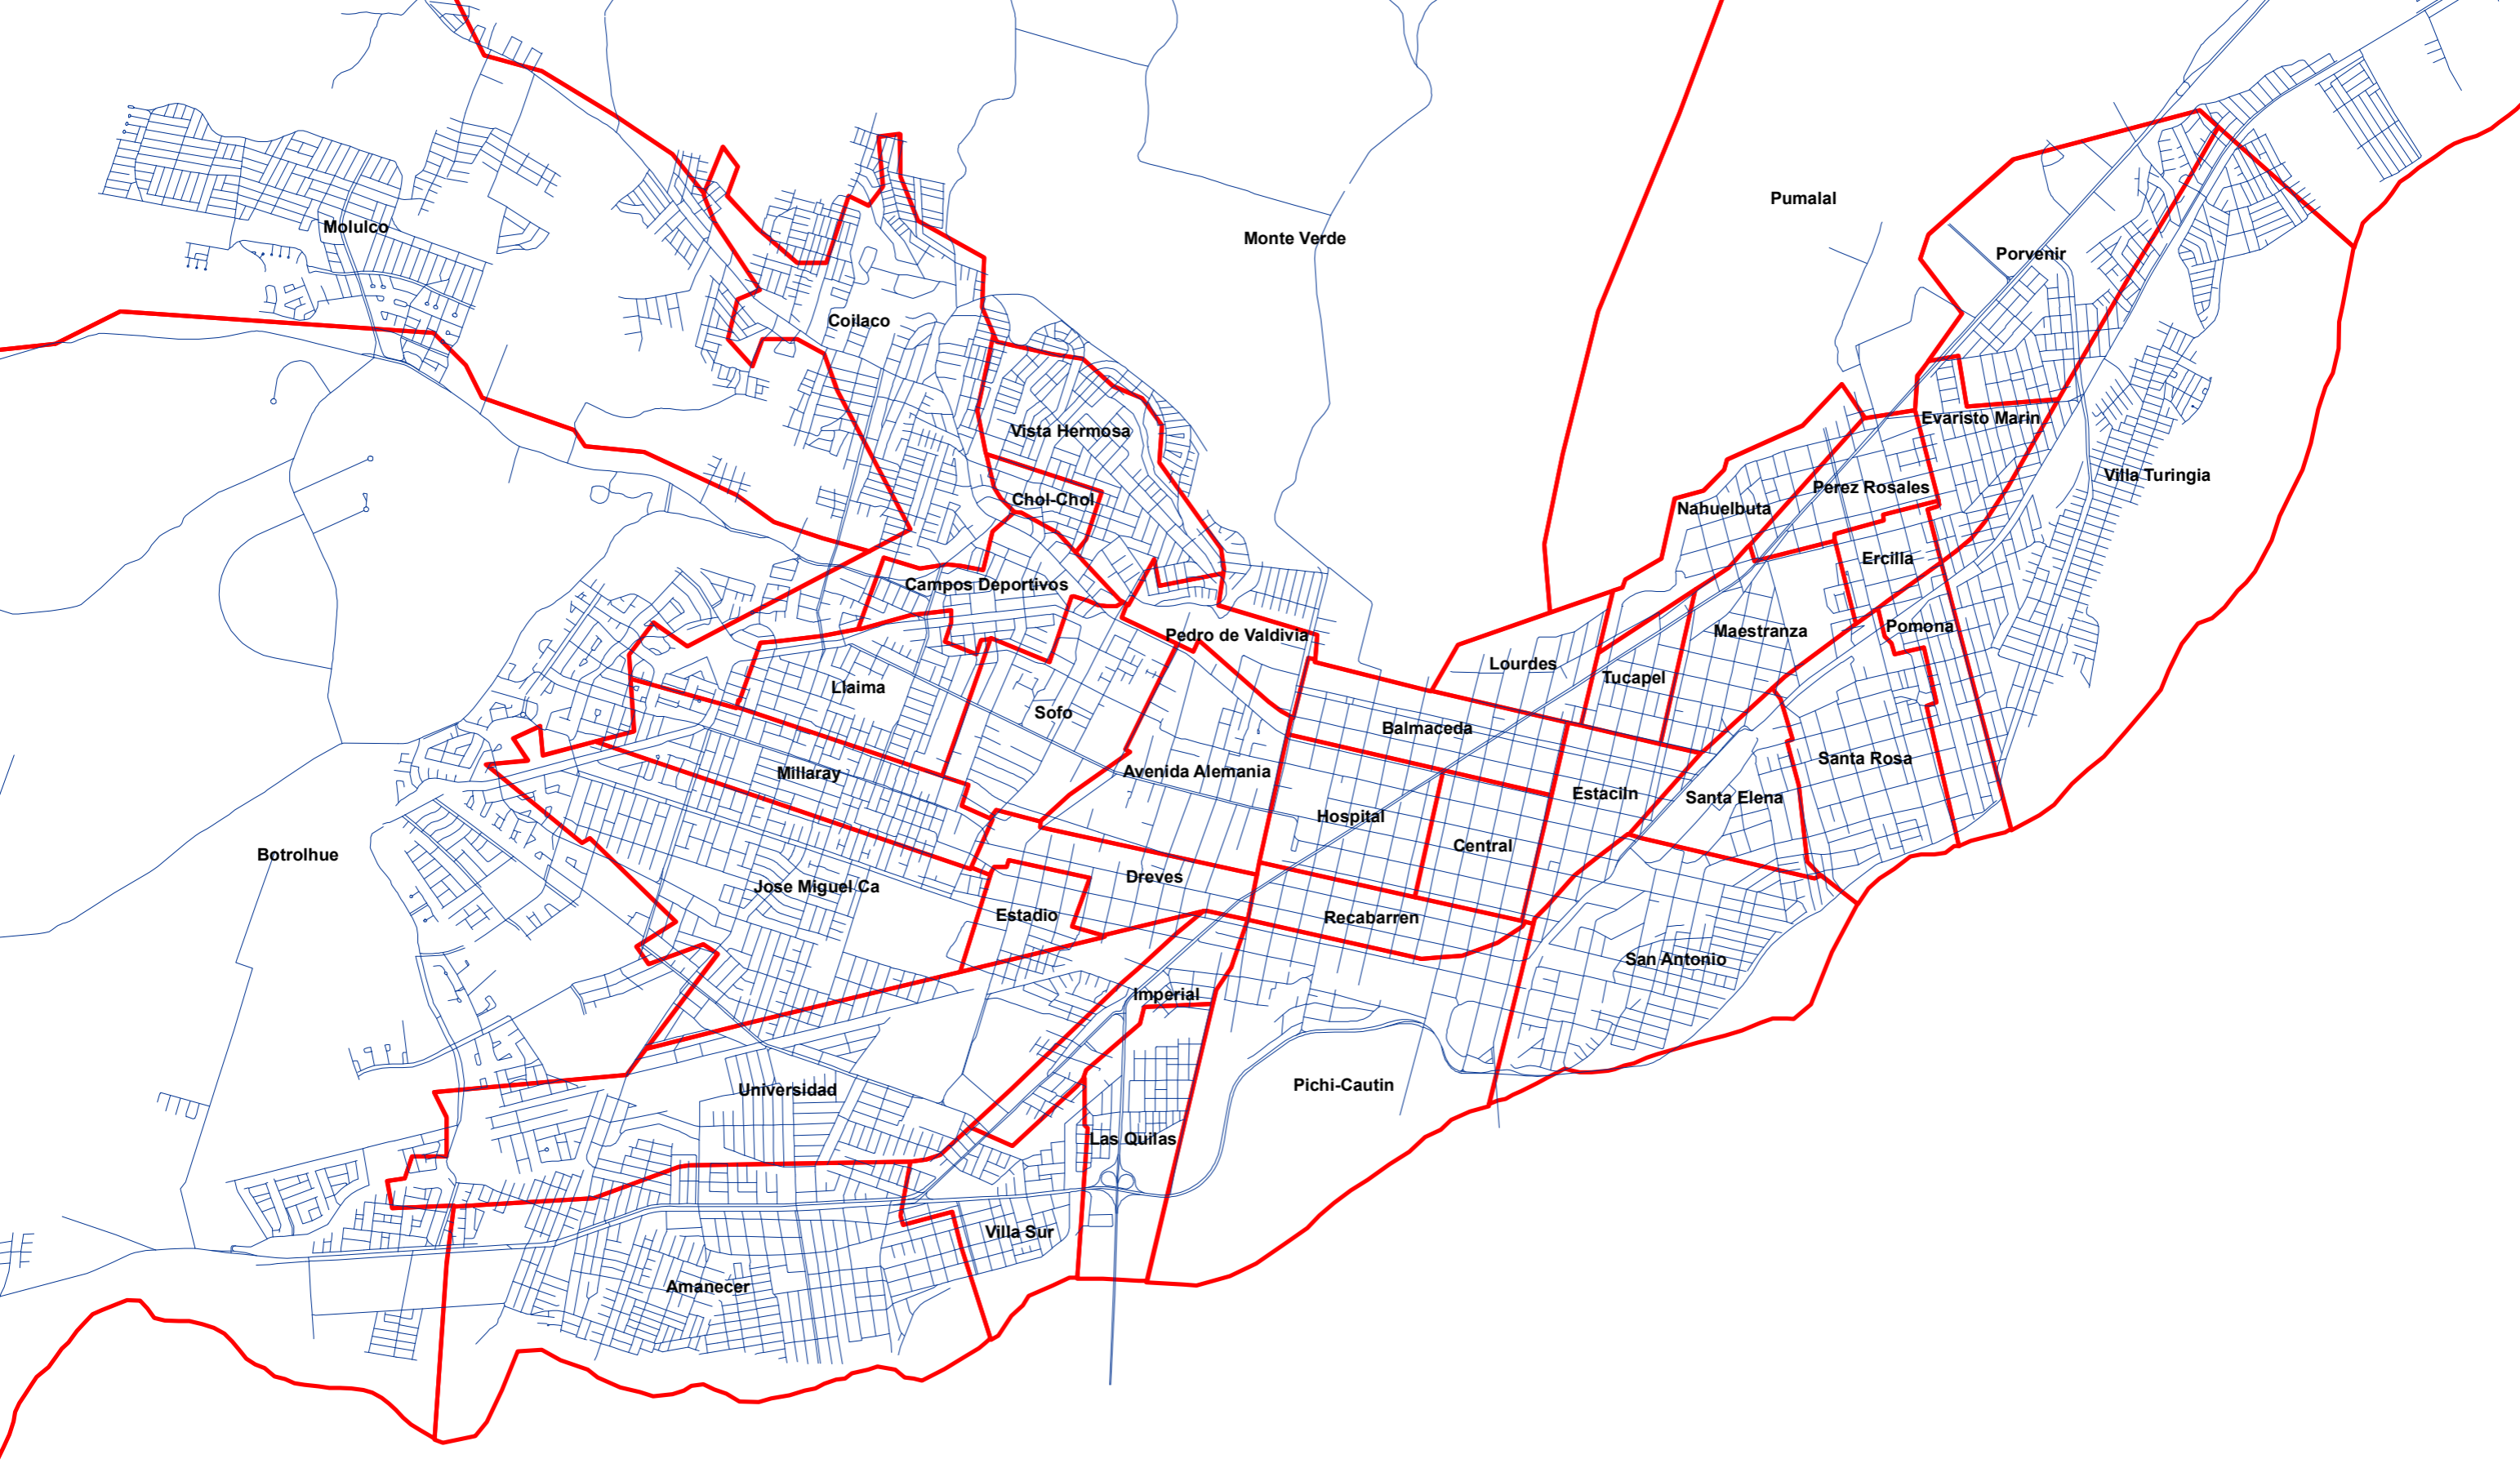 Pumalal
Molulco
Monte Verde
Porvenir
Coilaco
Evaristo Marin
Vista Hermosa
Villa Turingia
Perez Rosales
Chol-Chol
Nahuelbuta
Ercilla
Campos Deportivos
Pomona
Maestranza
Pedro de Valdivia
Lourdes
Tucapel
Llaima
Sofo
Balmaceda
Santa Rosa
Avenida Alemania
Millaray
Estaciln
Santa Elena
Hospital
Central
Botrolhue
Dreves
Jose Miguel Ca
Estadio
Recabarren
San Antonio
Imperial
Pichi-Cautin
Universidad
Las Quilas
Villa Sur
Amanecer